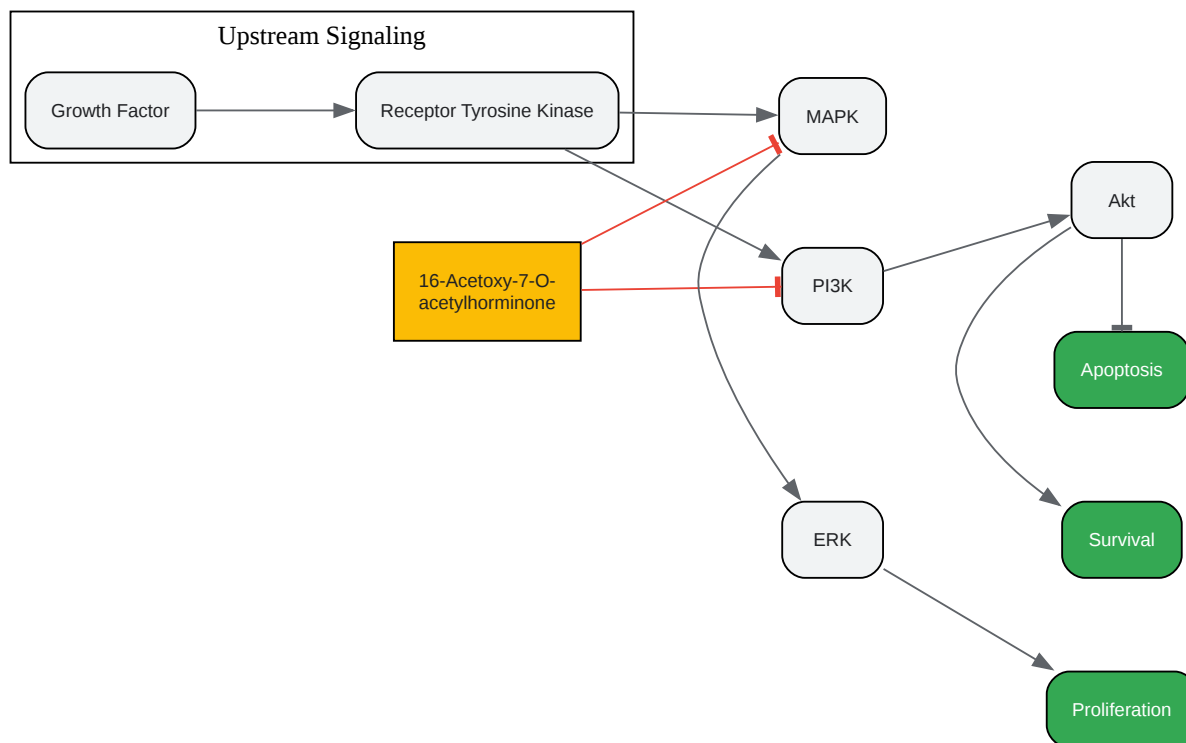 Upstream Signaling
Growth Factor
Receptor Tyrosine Kinase
MAPK
Akt
16-Acetoxy-7-O-
acetylhorminone
PI3K
Apoptosis
ERK
Survival
Proliferation